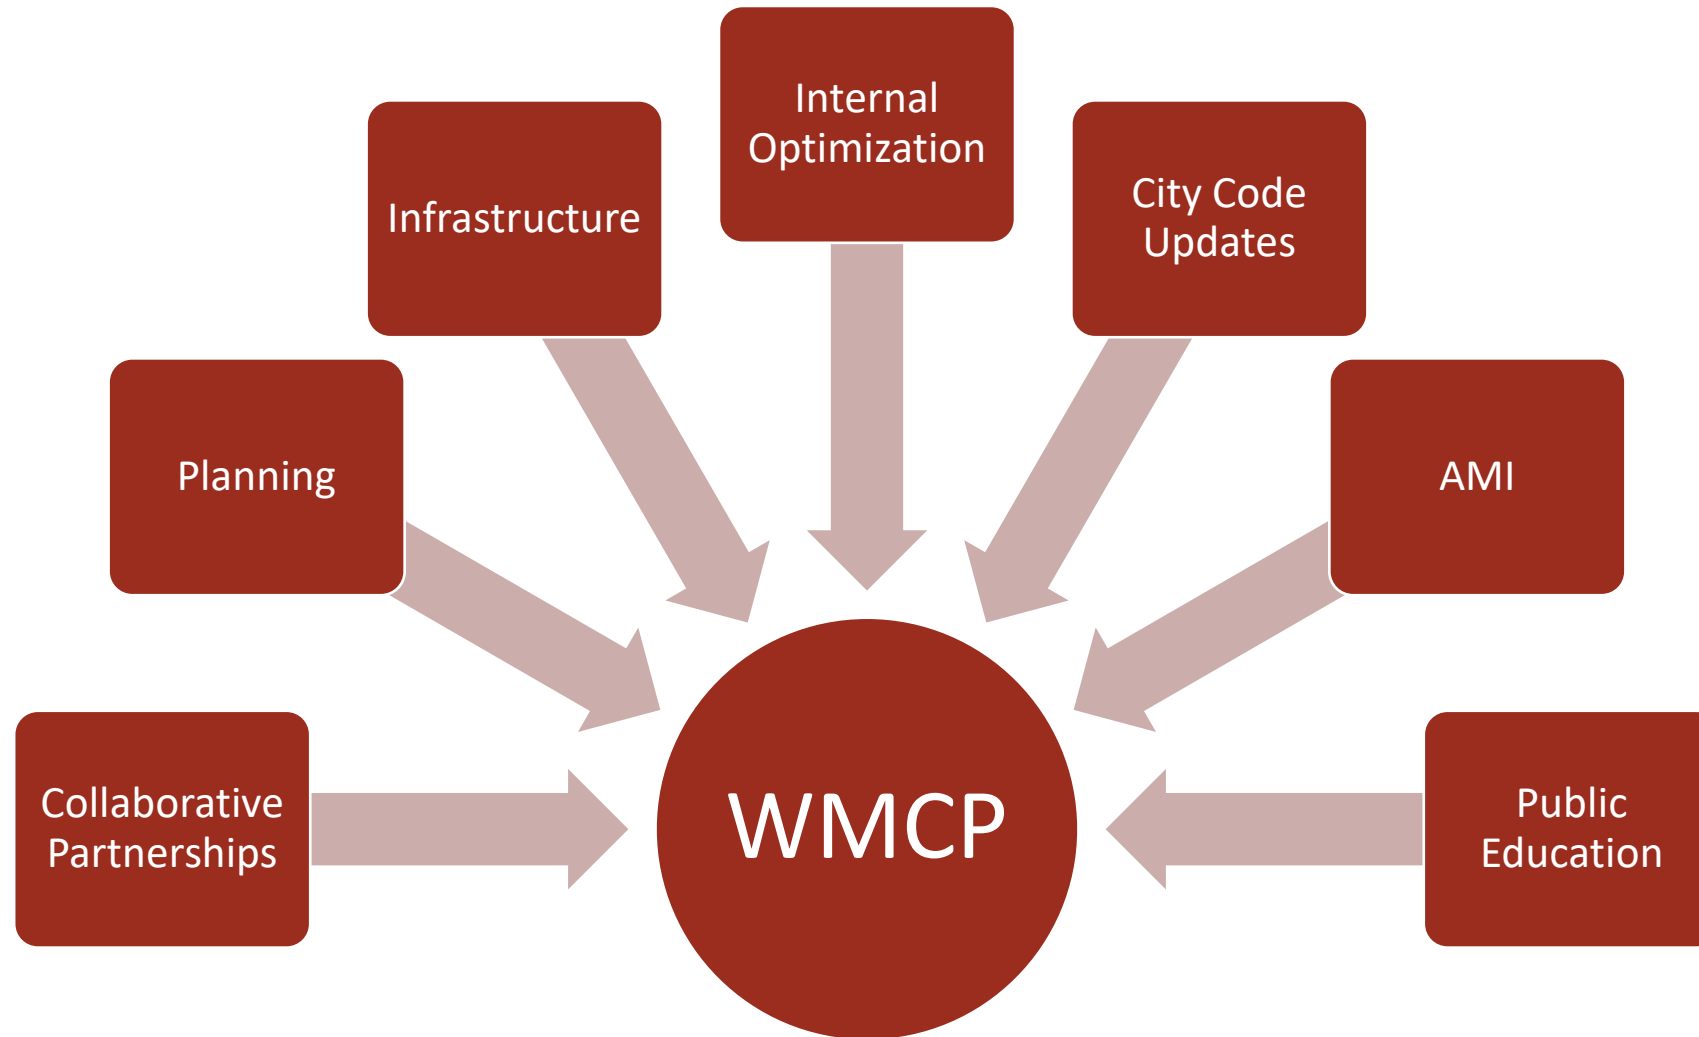 Internal
Optimization
Infrastructure
City Code
Updates
Planning
AMI
Collaborative
Partnerships
WMCP
Public
Education